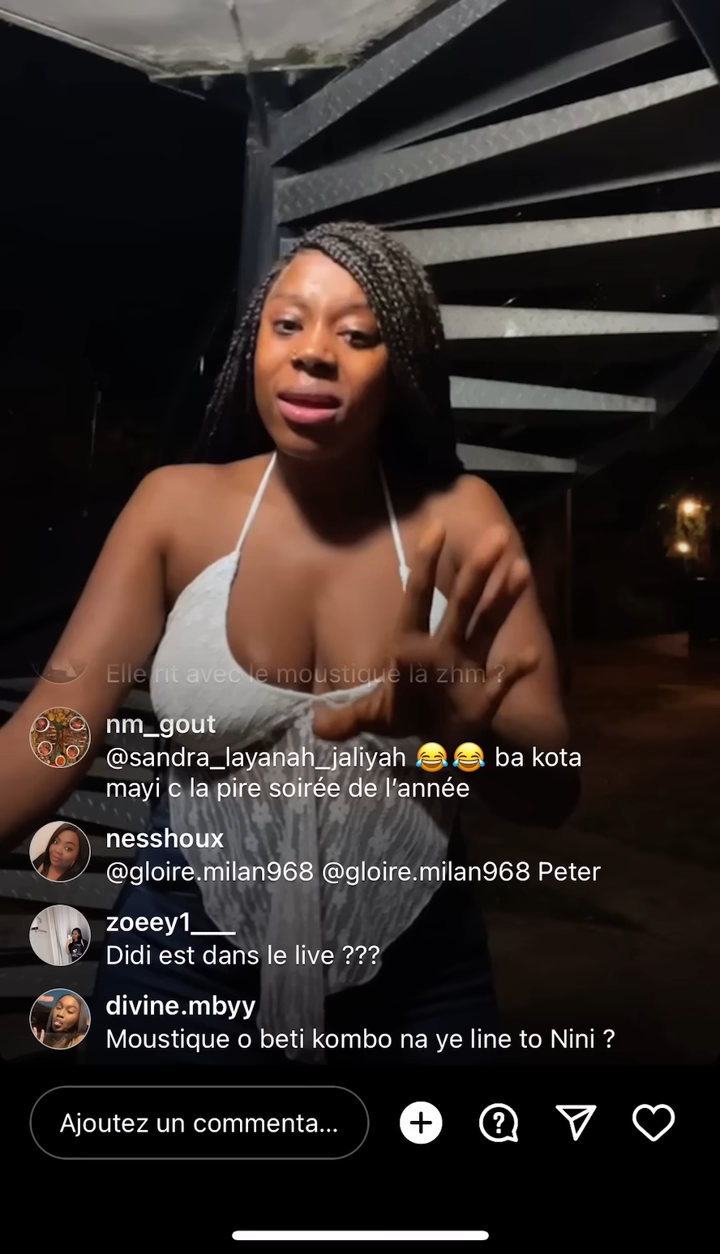 Elle rit avec le moustique là zhm ?
nm_gout
@sandra_layanah_jaliyah 😂😂 ba kota
mayi c la pire soirée de l’année
nesshoux
@gloire.milan968 @gloire.milan968 Peter
zoeey1___
Didi est dans le live ???
divine.mbyy
Moustique o beti kombo na ye line to Nini ?
Ajoutez un commenta...